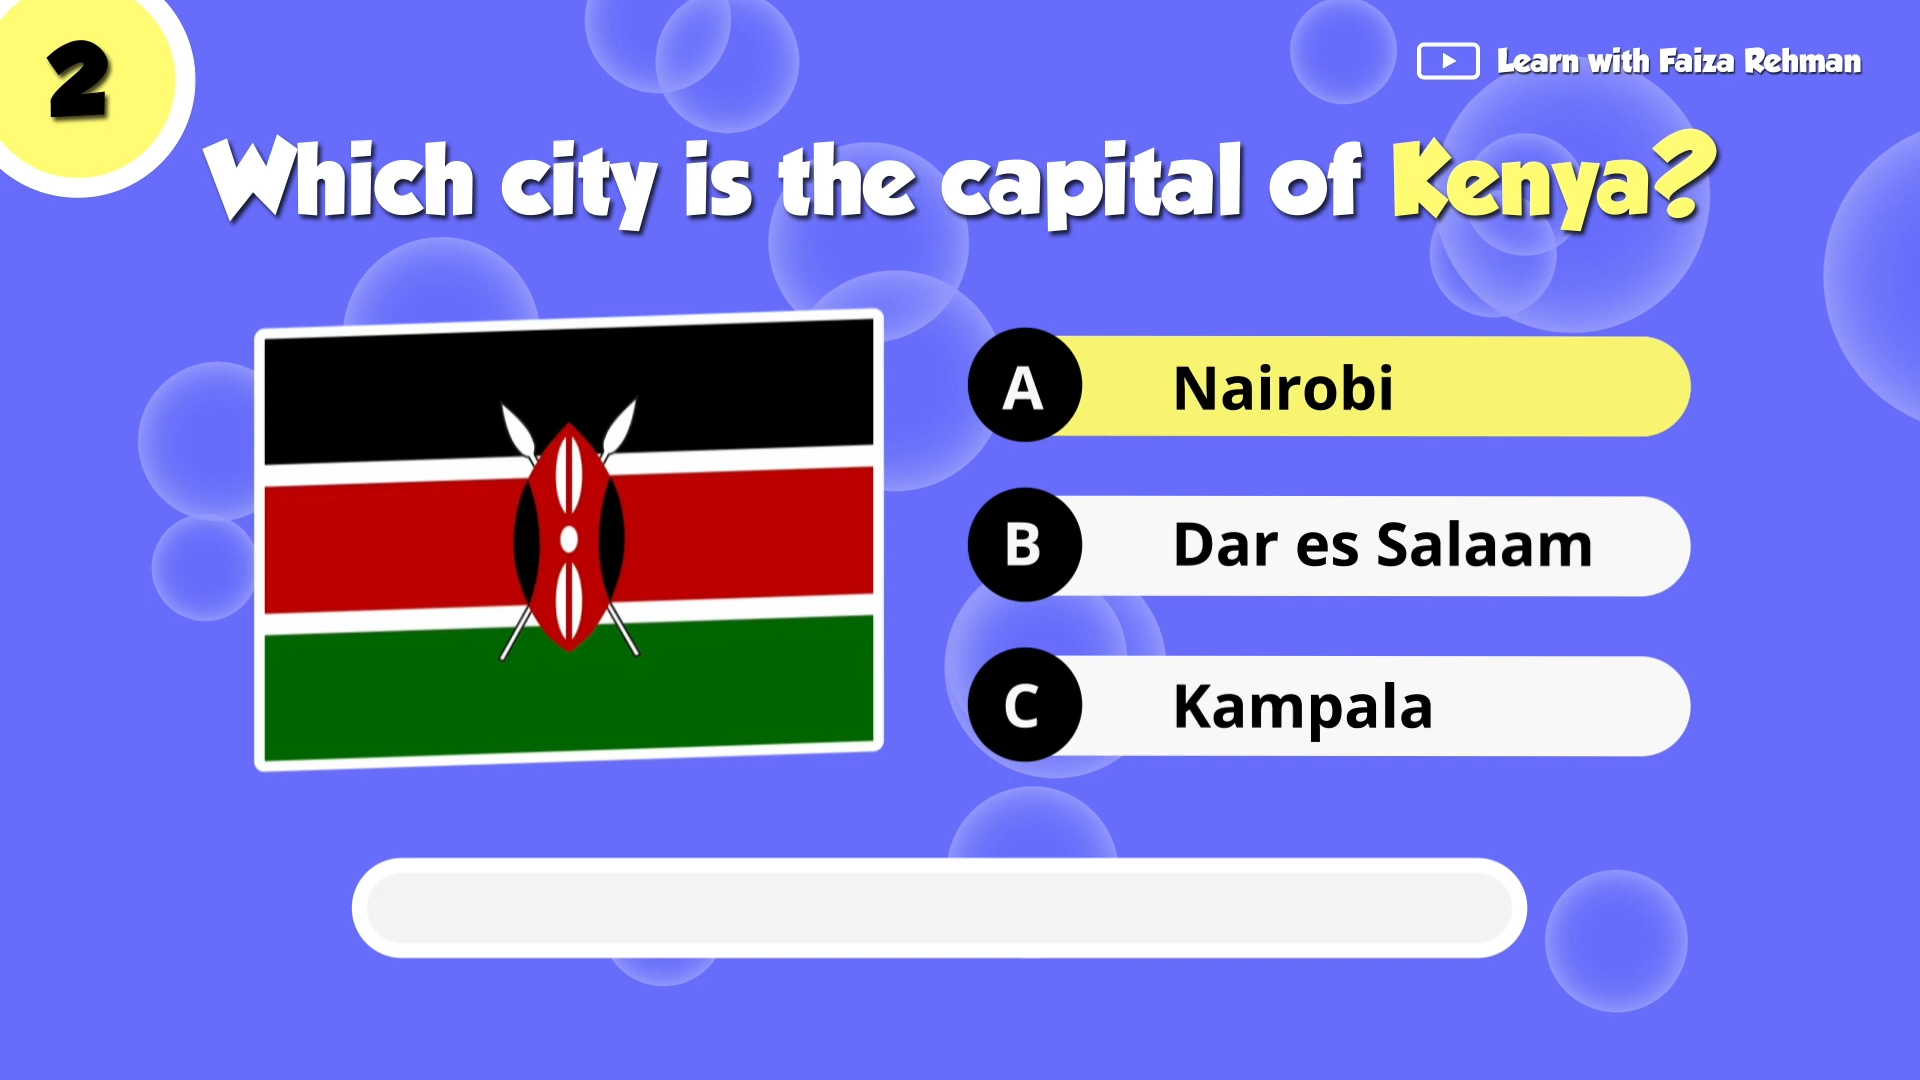 2
Learn with Faiza Rehman
Which city is the capital of Kenya?
A Nairobi
B Dar es Salaam
C Kampala